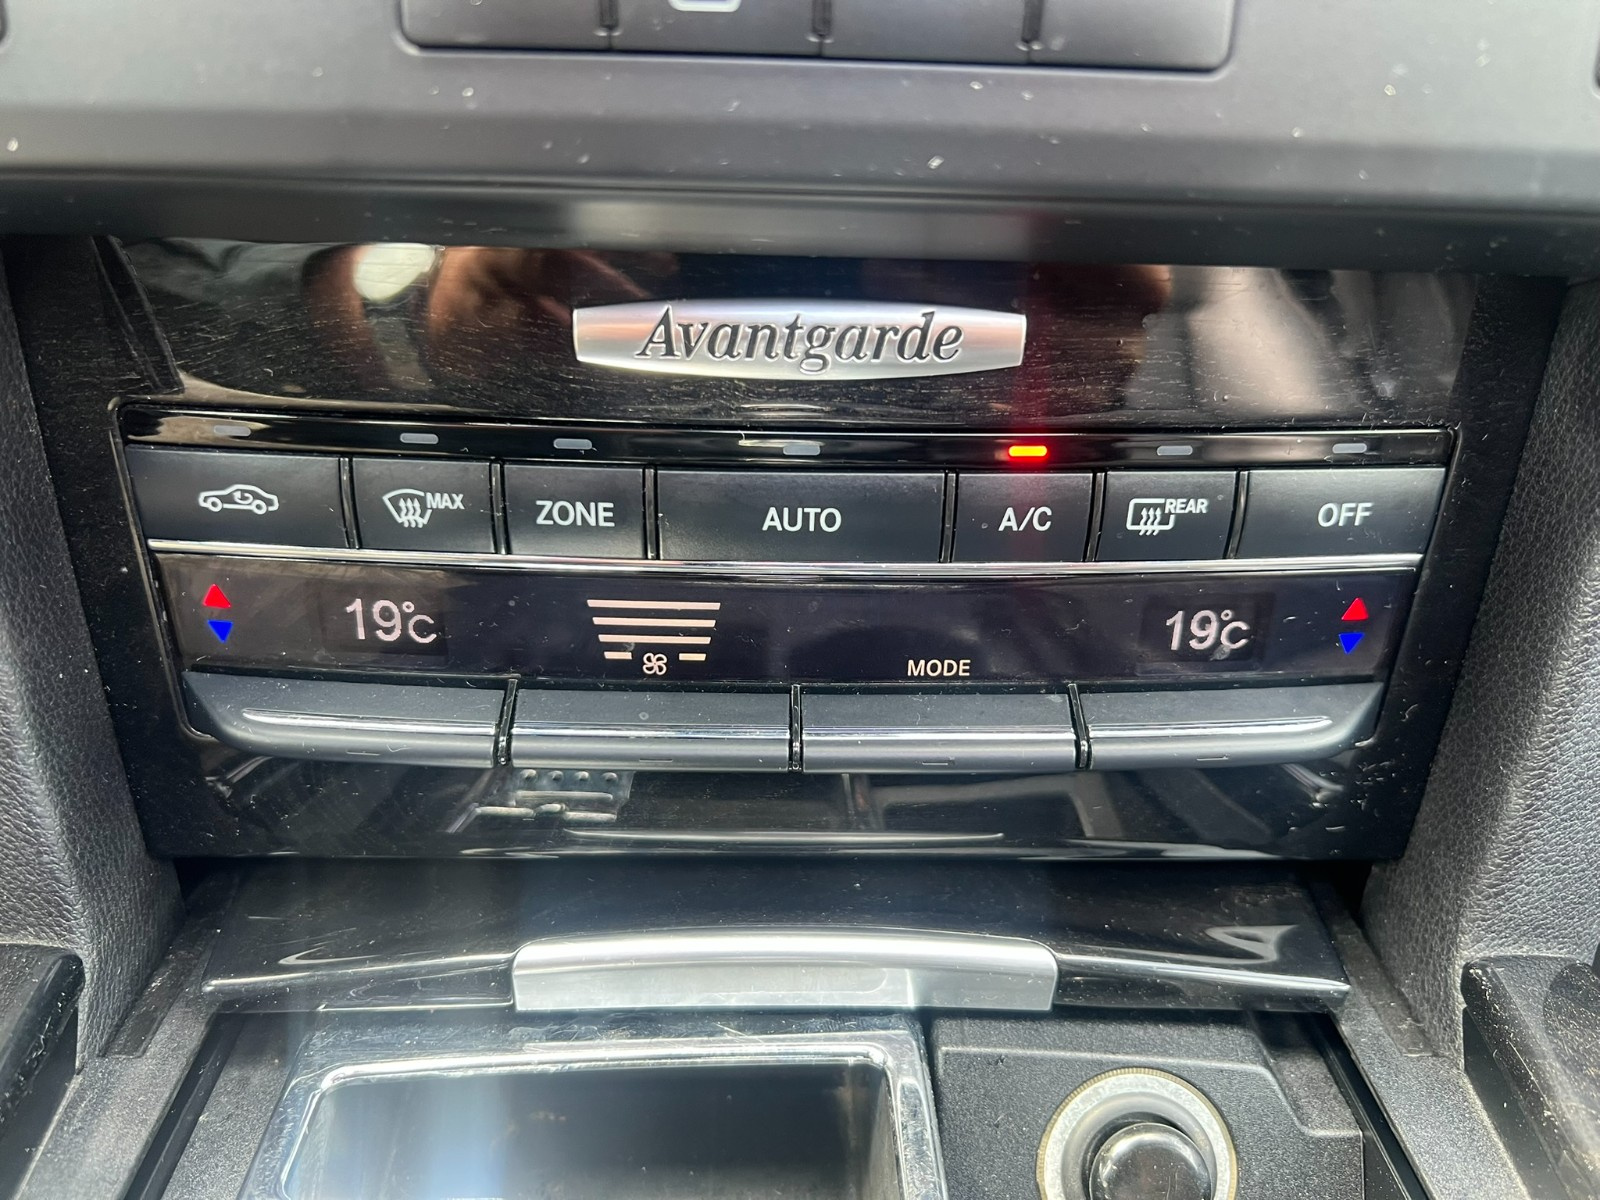 Avantgarde
MAX ZONE AUTO A/C REAR OFF
19°C 19°C
MODE